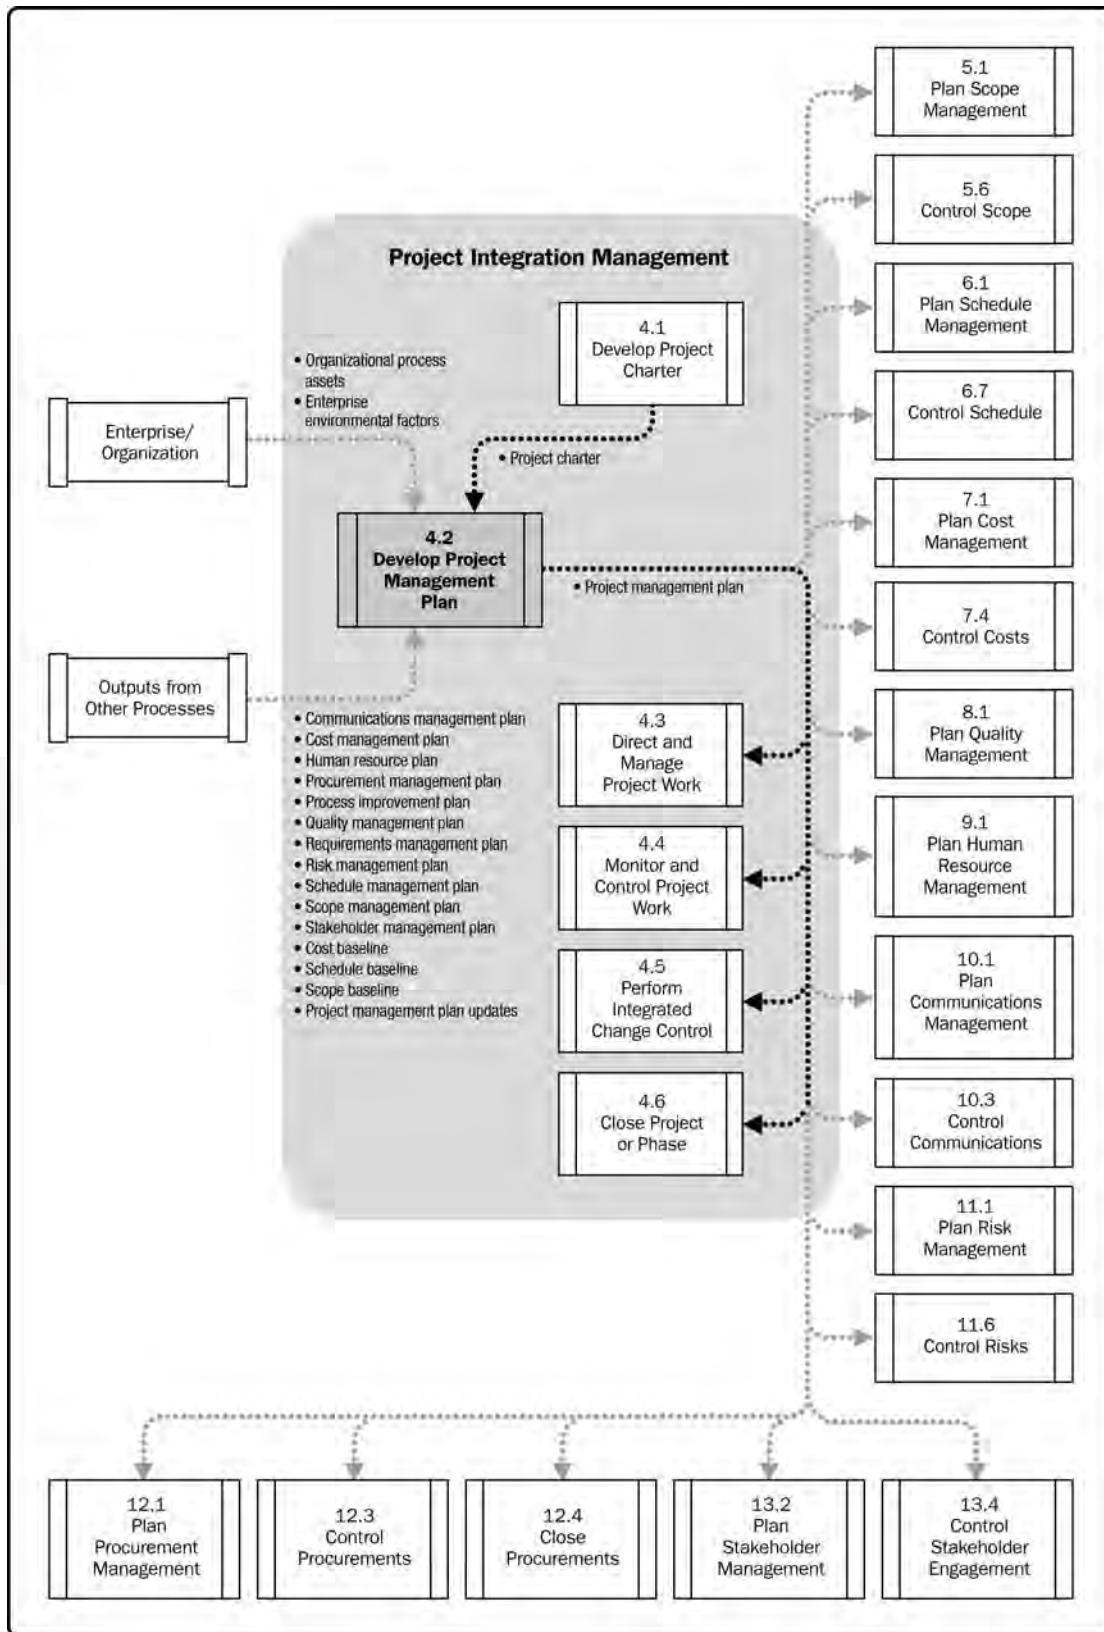 Project Integration Management
4.1
Develop Project
Charter
• Organizational process
assets
• Enterprise
environmental factors
Enterprise/
Organization
• Project charter
4.2
Develop Project
Management
Plan
• Project management plan
Outputs from
Other Processes
• Communications management plan
• Cost management plan
• Human resource plan
• Procurement management plan
• Process improvement plan
• Quality management plan
• Requirements management plan
• Risk management plan
• Schedule management plan
• Scope management plan
• Stakeholder management plan
• Cost baseline
• Schedule baseline
• Scope baseline
• Project management plan updates
4.3
Direct and
Manage
Project Work
4.4
Monitor and
Control Project
Work
4.5
Perform
Integrated
Change Control
4.6
Close Project
or Phase
5.1
Plan Scope
Management
5.6
Control Scope
6.1
Plan Schedule
Management
6.7
Control Schedule
7.1
Plan Cost
Management
7.4
Control Costs
8.1
Plan Quality
Management
9.1
Plan Human
Resource
Management
10.1
Plan
Communications
Management
10.3
Control
Communications
11.1
Plan Risk
Management
11.6
Control Risks
12.1
Plan
Procurement
Management
12.3
Control
Procurements
12.4
Close
Procurements
13.2
Plan
Stakeholder
Management
13.4
Control
Stakeholder
Engagement